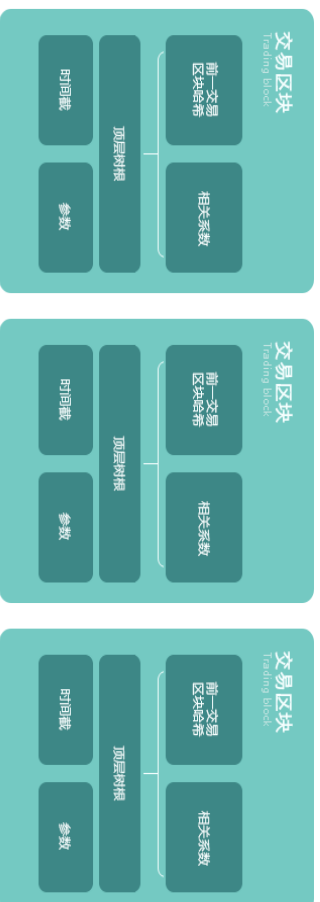 交易区块
Trading block
前一交易
区块哈希
相关系数
顶层树根
时间截
参数
交易区块
Trading block
前一交易
区块哈希
相关系数
顶层树根
时间截
参数
交易区块
Trading block
前一交易
区块哈希
相关系数
顶层树根
时间截
参数